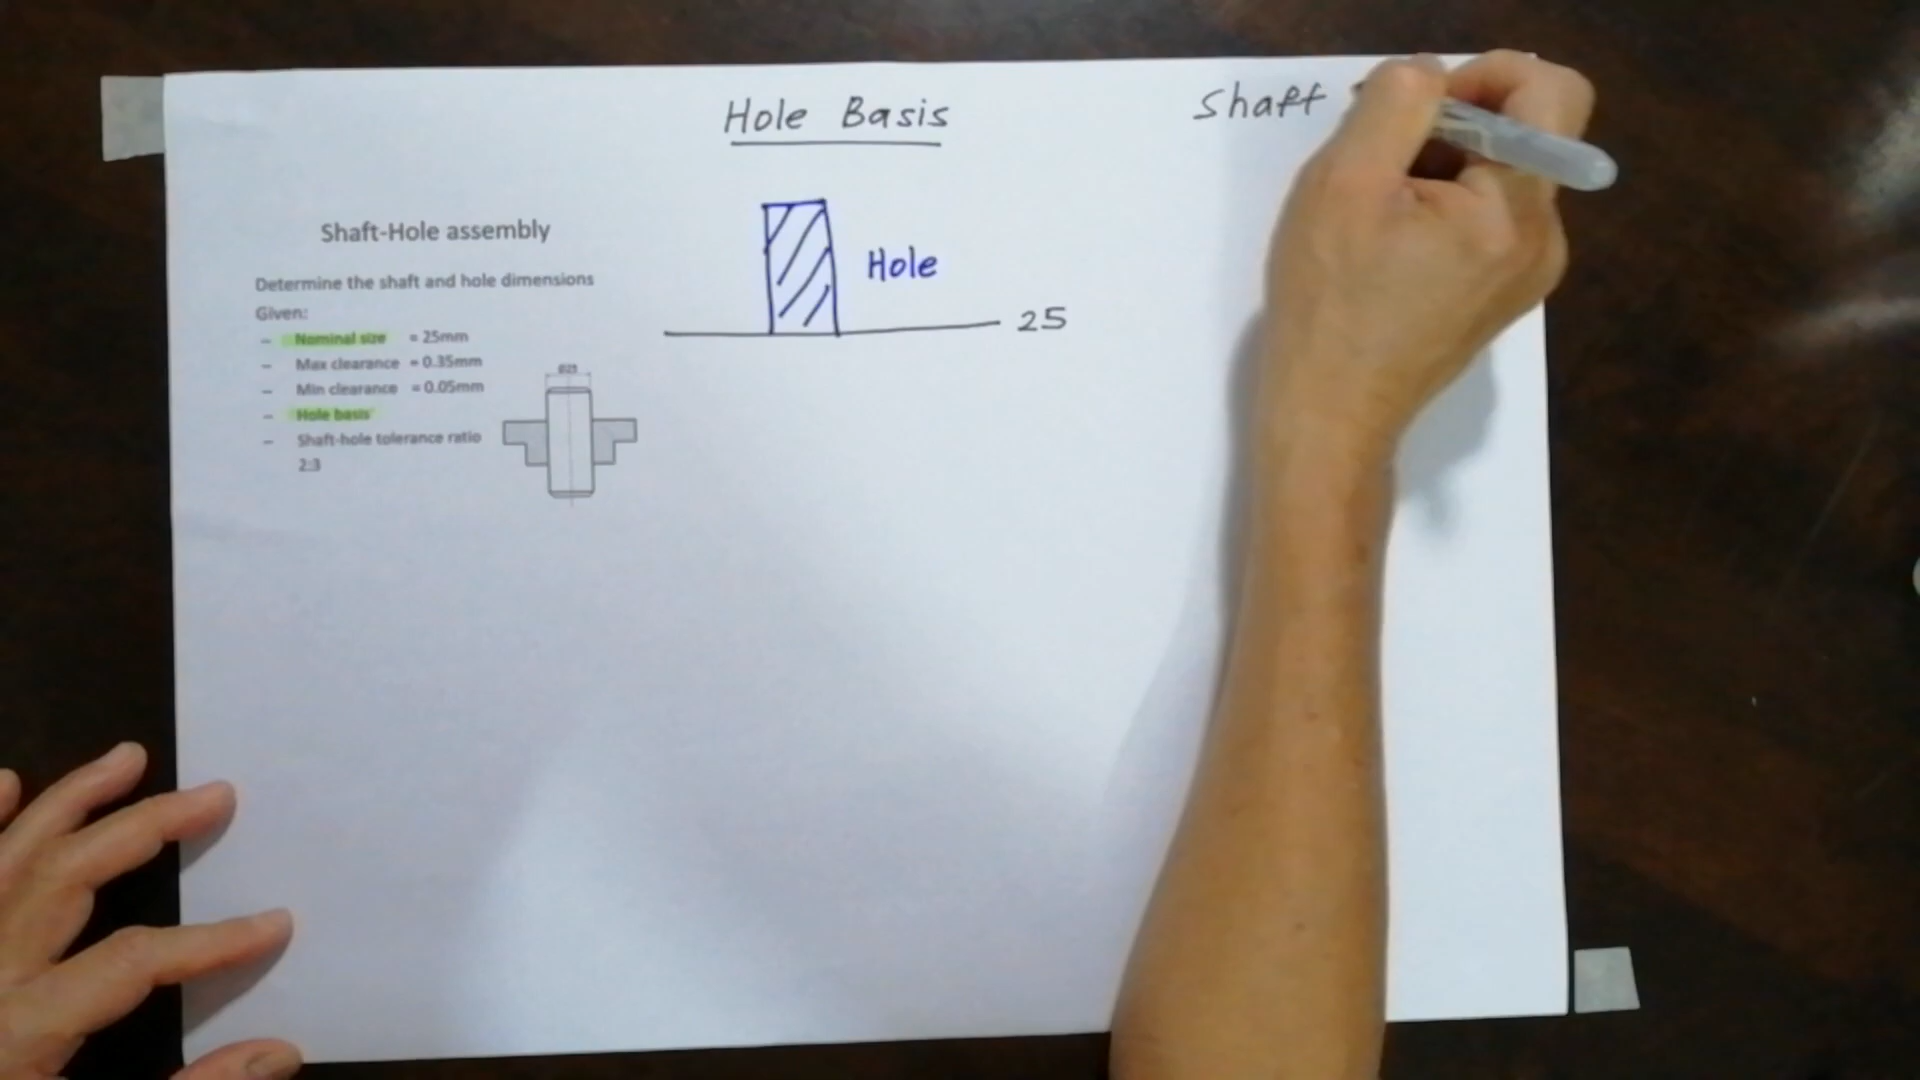 Hole Basis
Shaft
Shaft-Hole assembly
Determine the shaft and hole dimensions
Given:
– Nominal size = 25mm
– Max clearance = 0.35mm
– Min clearance = 0.05mm
– Hole basis
– Shaft-hole tolerance ratio
2:3
Ø25
Hole
25